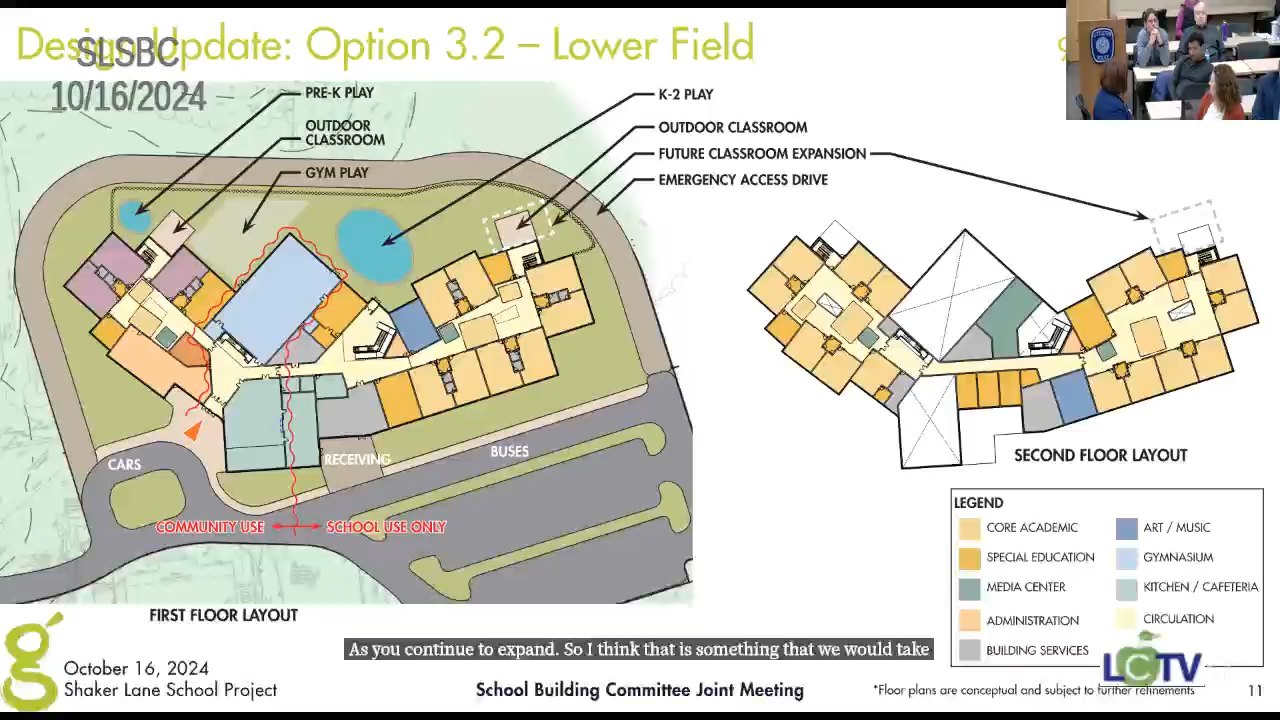 Design Update: Option 3.2 – Lower Field
SLSBC
10/16/2024
PRE-K PLAY
OUTDOOR
CLASSROOM
GYM PLAY
K-2 PLAY
OUTDOOR CLASSROOM
FUTURE CLASSROOM EXPANSION
EMERGENCY ACCESS DRIVE
CARS
RECEIVING
BUSES
COMMUNITY USE
SCHOOL USE ONLY
FIRST FLOOR LAYOUT
SECOND FLOOR LAYOUT
LEGEND
CORE ACADEMIC
SPECIAL EDUCATION
MEDIA CENTER
ADMINISTRATION
BUILDING SERVICES
ART / MUSIC
GYMNASIUM
KITCHEN / CAFETERIA
CIRCULATION
As you continue to expand. So I think that is something that we would take
g
October 16, 2024
Shaker Lane School Project
School Building Committee Joint Meeting
LCTV
*Floor plans are conceptual and subject to further refinements
11